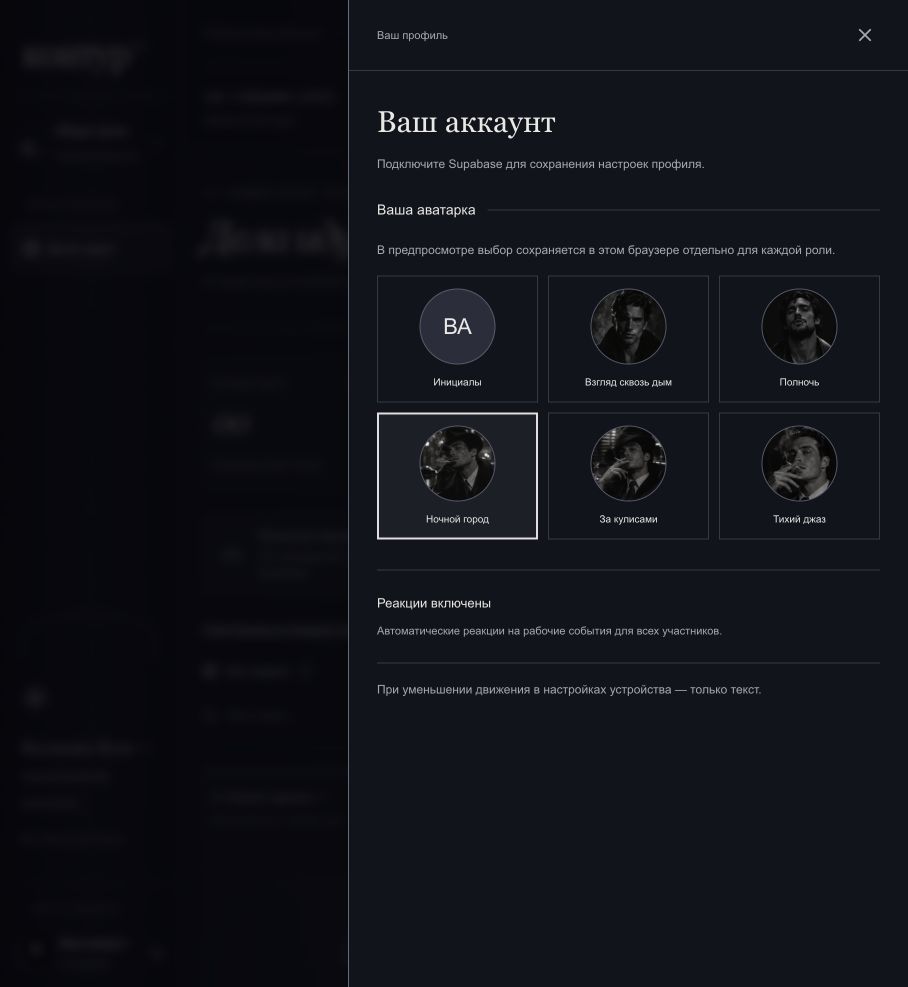 контур
Ваш профиль
Ваш аккаунт
Подключите Supabase для сохранения настроек профиля.
Ваша аватарка
В предпросмотре выбор сохраняется в этом браузере отдельно для каждой роли.
ВА
Инициалы
Взгляд сквозь дым
Полночь
Ночной город
За кулисами
Тихий джаз
Реакции включены
Автоматические реакции на рабочие события для всех участников.
При уменьшении движения в настройках устройства — только текст.